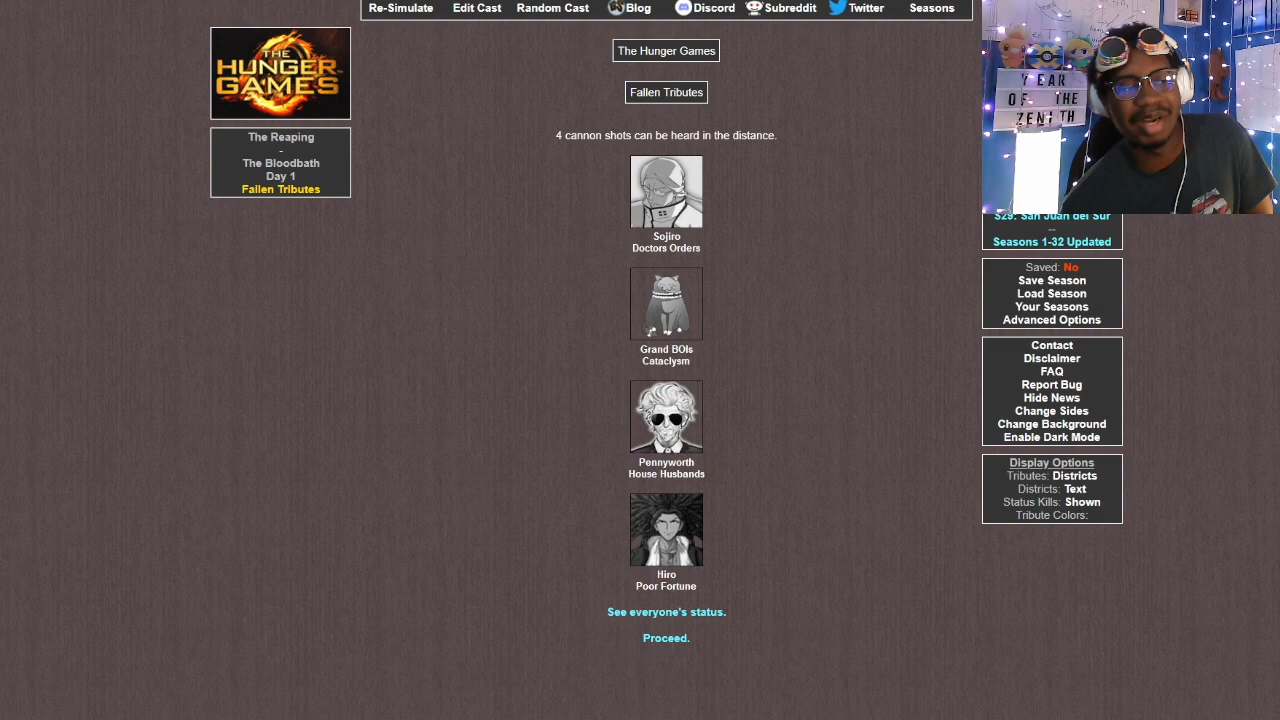 Re-Simulate Edit Cast Random Cast Blog Discord Subreddit Twitter Seasons
THE
HUNGER
GAMES
The Reaping
-
The Bloodbath
Day 1
Fallen Tributes
The Hunger Games
Fallen Tributes
4 cannon shots can be heard in the distance.
Sojiro
Doctors Orders
Grand BOIs
Cataclysm
Pennyworth
House Husbands
Hiro
Poor Fortune
See everyone's status.
Proceed.
YEAR
OF THE
ZENITH
S29: San Juan del Sur
--
Seasons 1-32 Updated
Saved: No
Save Season
Load Season
Your Seasons
Advanced Options
Contact
Disclaimer
FAQ
Report Bug
Hide News
Change Sides
Change Background
Enable Dark Mode
Display Options
Tributes: Districts
Districts: Text
Status Kills: Shown
Tribute Colors: